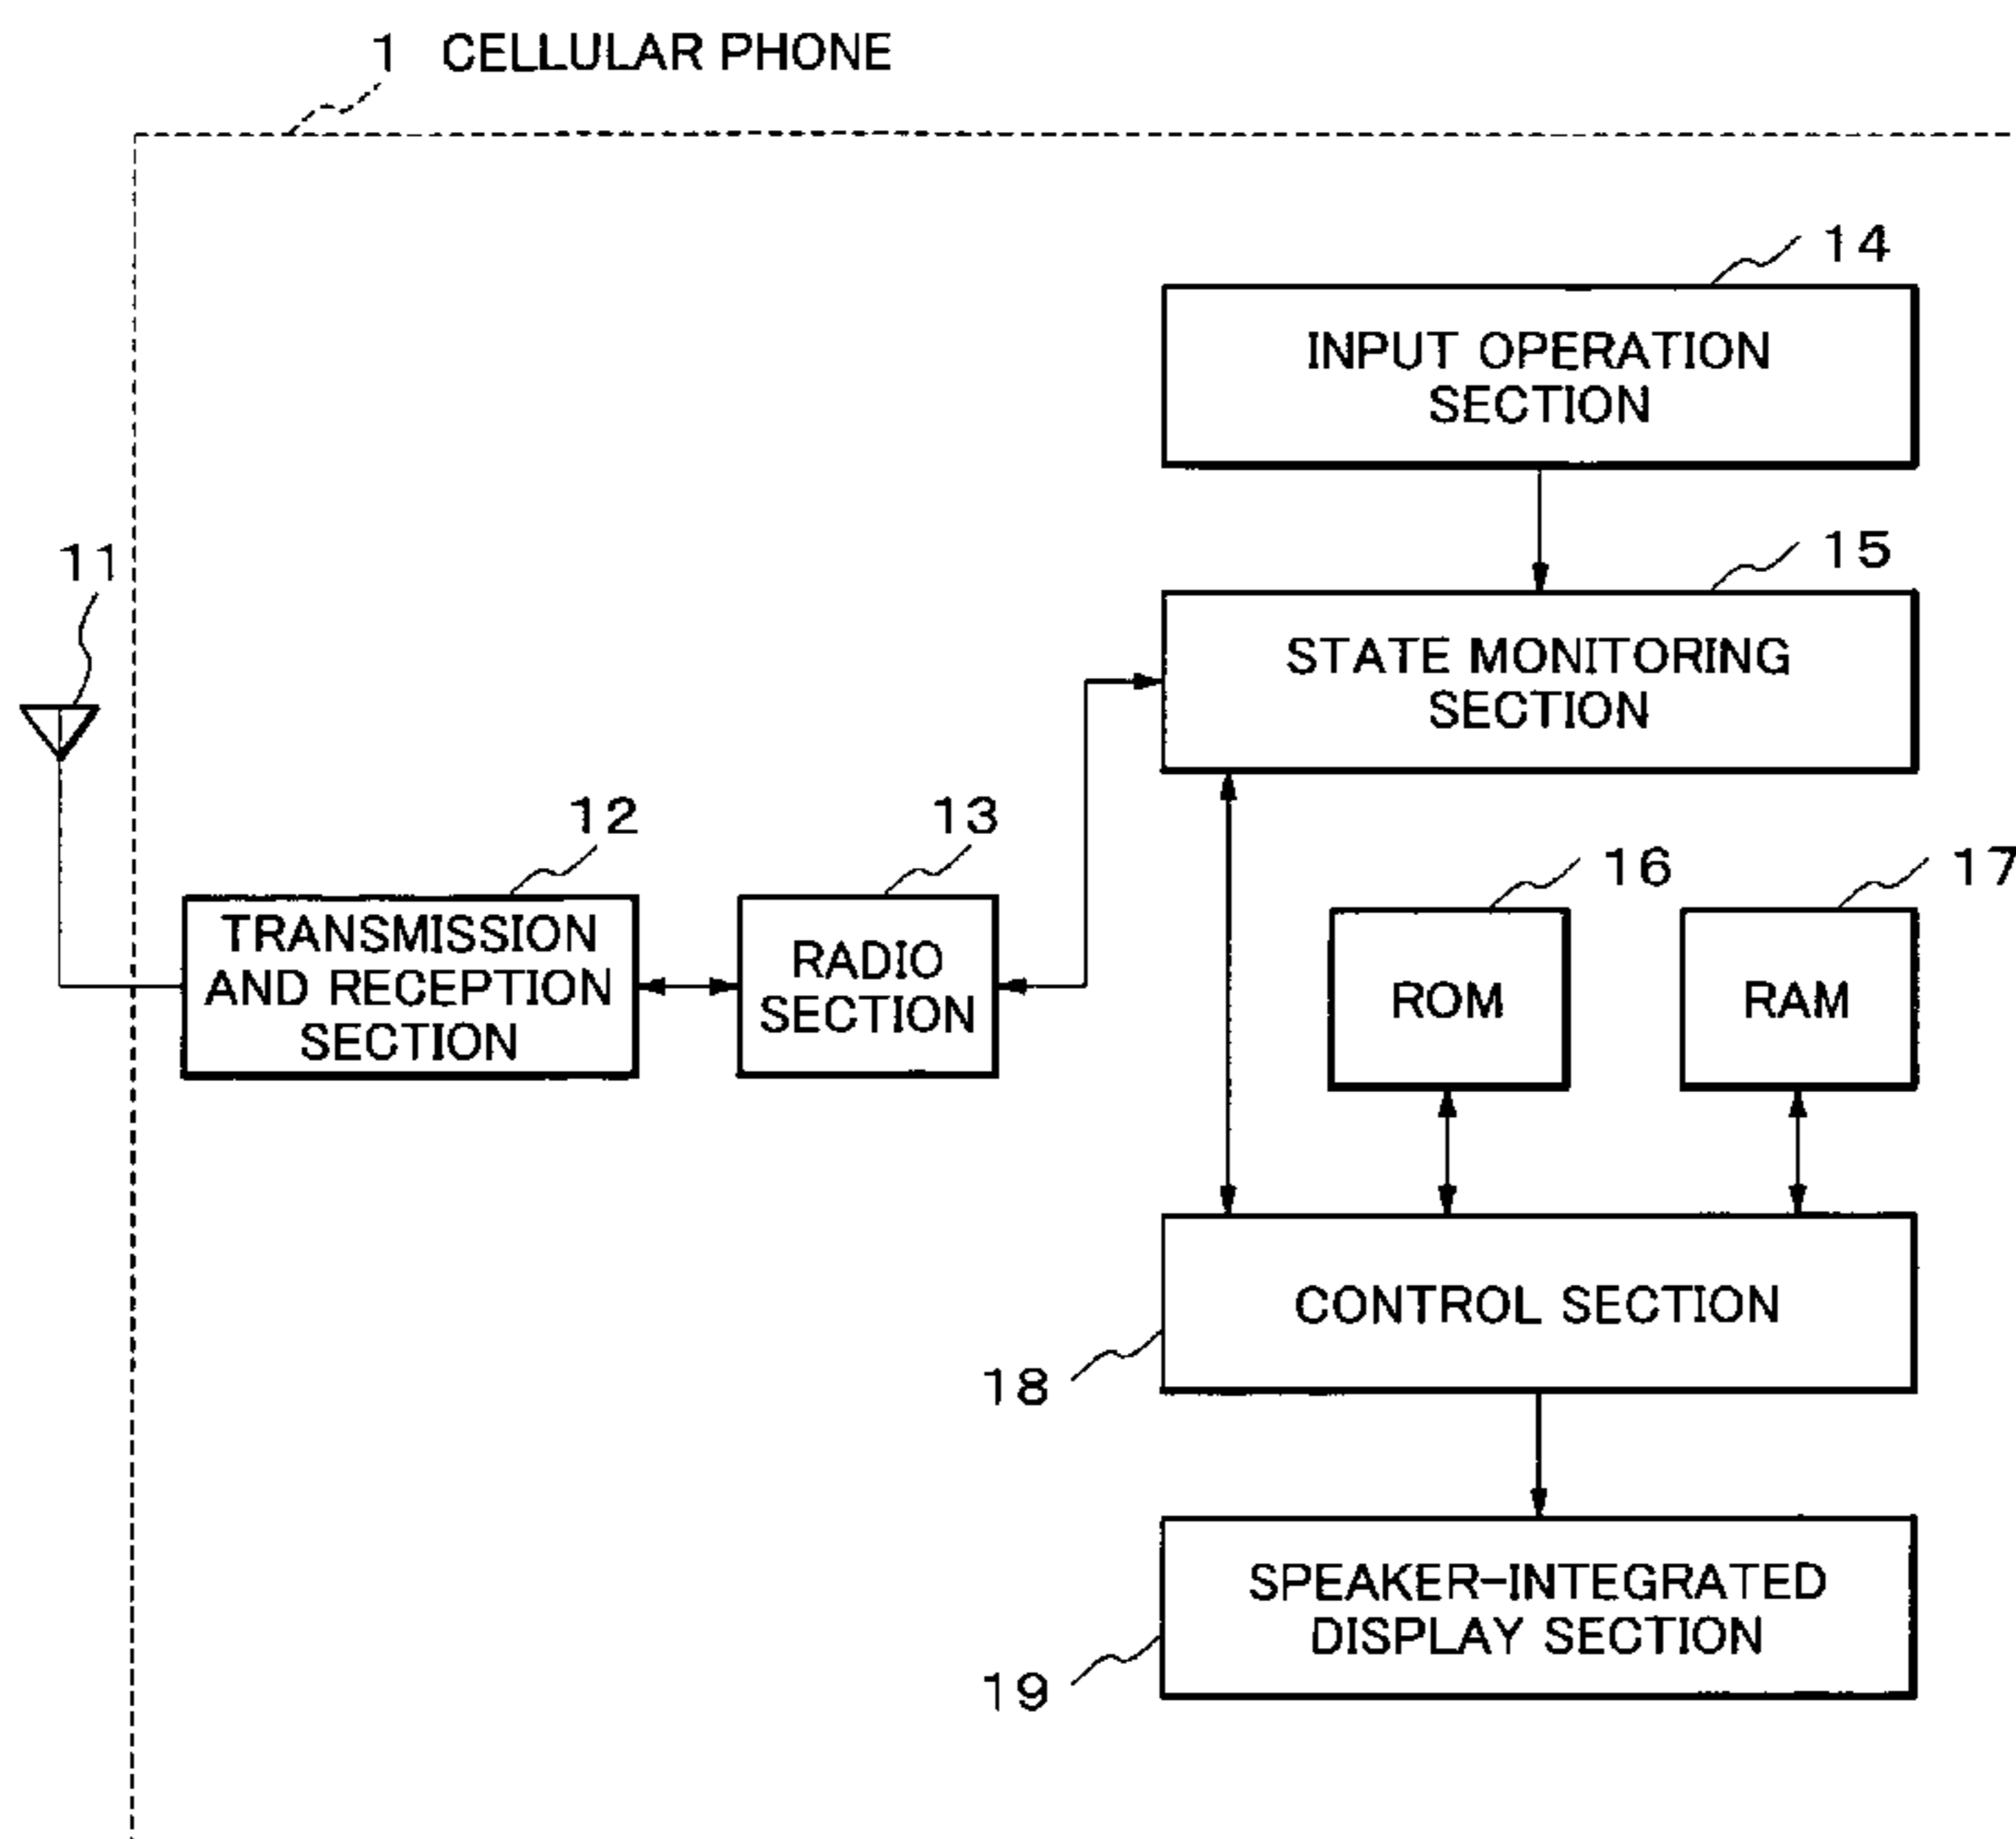 1 CELLULAR PHONE
14
INPUT OPERATION
SECTION
11
15
STATE MONITORING
SECTION
12
13
16
17
TRANSMISSION
AND RECEPTION
SECTION
RADIO
SECTION
ROM
RAM
CONTROL SECTION
18
SPEAKER-INTEGRATED
DISPLAY SECTION
19